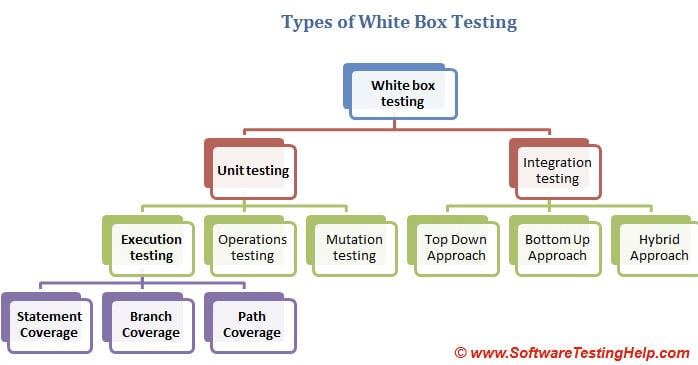 Types of White Box Testing
White box
testing
Unit testing
Integration
testing
Execution
testing
Operations
testing
Mutation
testing
Top Down
Approach
Bottom Up
Approach
Hybrid
Approach
Statement
Coverage
Branch
Coverage
Path
Coverage
© www.SoftwareTestingHelp.com